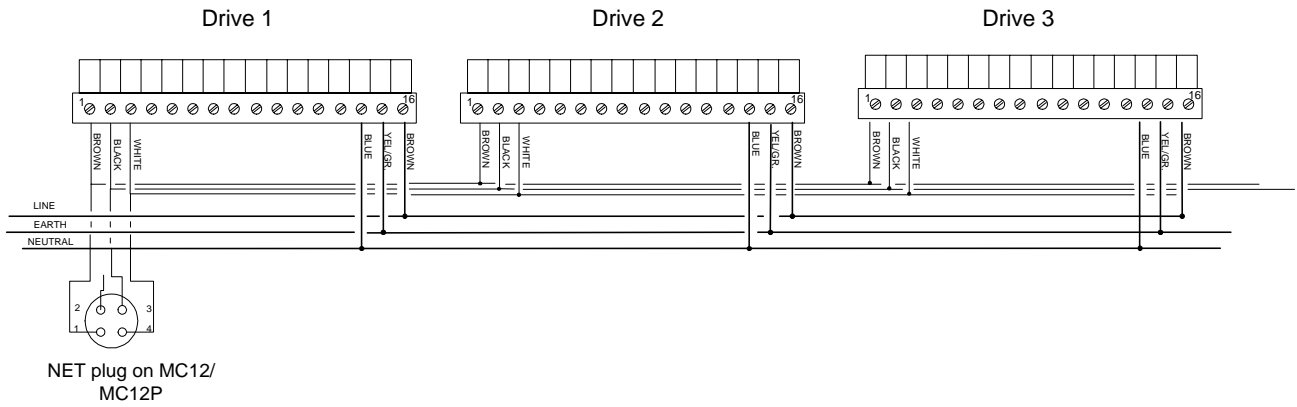 Drive 1 Drive 2 Drive 3
1 16 1 16 1 16
BROWN BLACK WHITE BLUE YEL/GR. BROWN BROWN BLACK WHITE BLUE YEL/GR. BROWN BROWN BLACK WHITE BLUE YEL/GR. BROWN
LINE
EARTH
NEUTRAL
2 3
1 4
NET plug on MC12/
MC12P